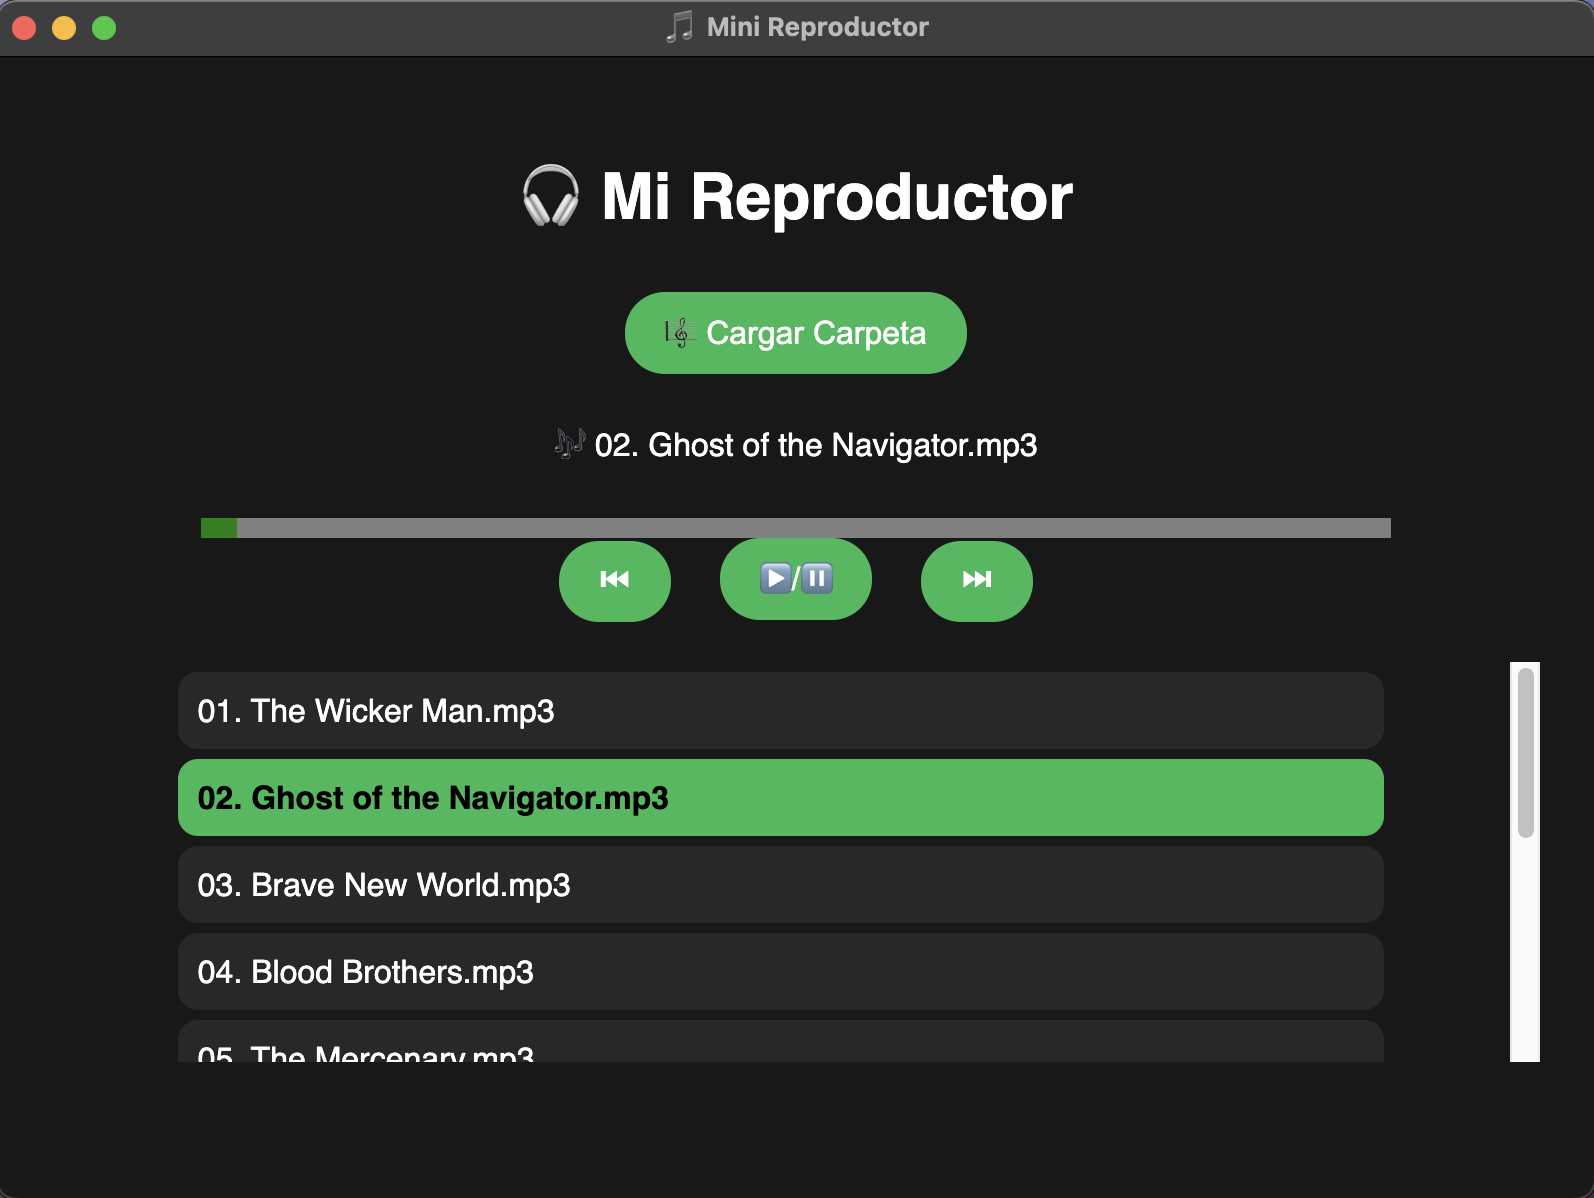 🎵 Mini Reproductor
🎧 Mi Reproductor
🎼 Cargar Carpeta
🎶 02. Ghost of the Navigator.mp3
⏮ ▶️/⏸️ ⏭
01. The Wicker Man.mp3
02. Ghost of the Navigator.mp3
03. Brave New World.mp3
04. Blood Brothers.mp3
05. The Mercenary.mp3